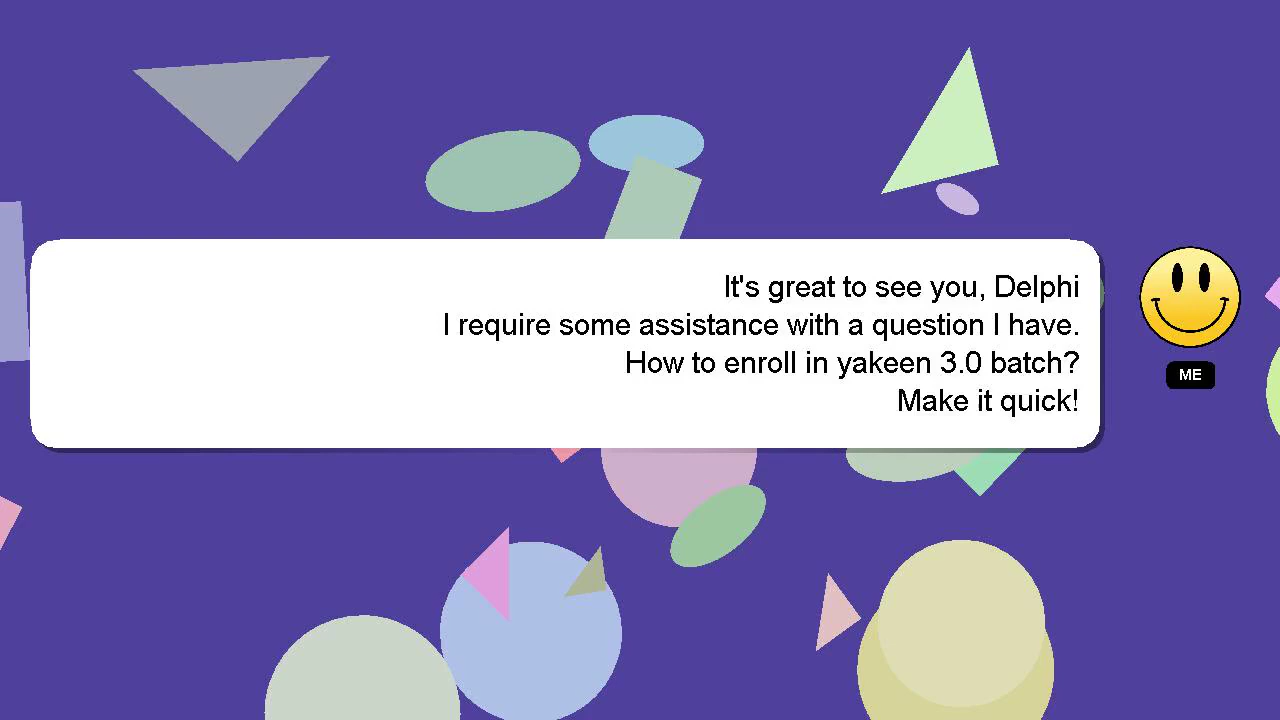 It's great to see you, Delphi
I require some assistance with a question I have.
How to enroll in yakeen 3.0 batch?
Make it quick!
ME